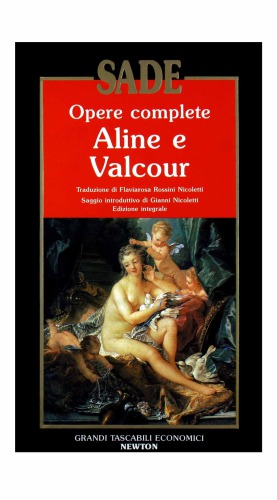 SADE
Opere complete
Aline e
Valcour
Traduzione di Flaviarosa Rossini Nicoletti
Saggio introduttivo di Gianni Nicoletti
Edizione integrale
GRANDI TASCABILI ECONOMICI
NEWTON